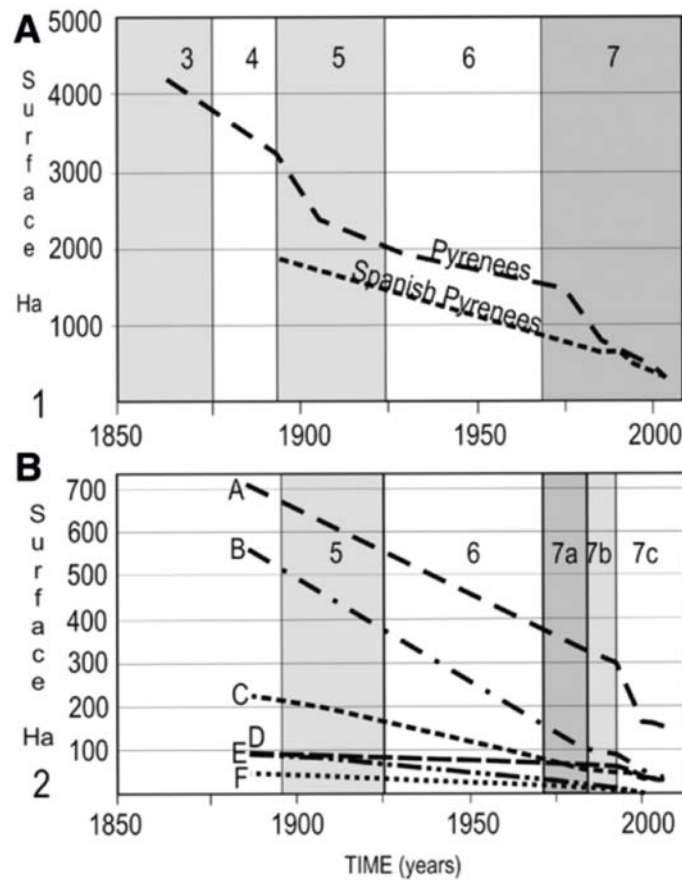 A
Surface
Ha
1
5000
4000
3000
2000
1000
3 4 5 6 7
Pyrenees
Spanish Pyrenees
1850 1900 1950 2000
B
Surface
Ha
2
700
600
500
400
300
200
100
A
B
C
D
E
F
5 6 7a 7b 7c
1850 1900 1950 2000
TIME (years)